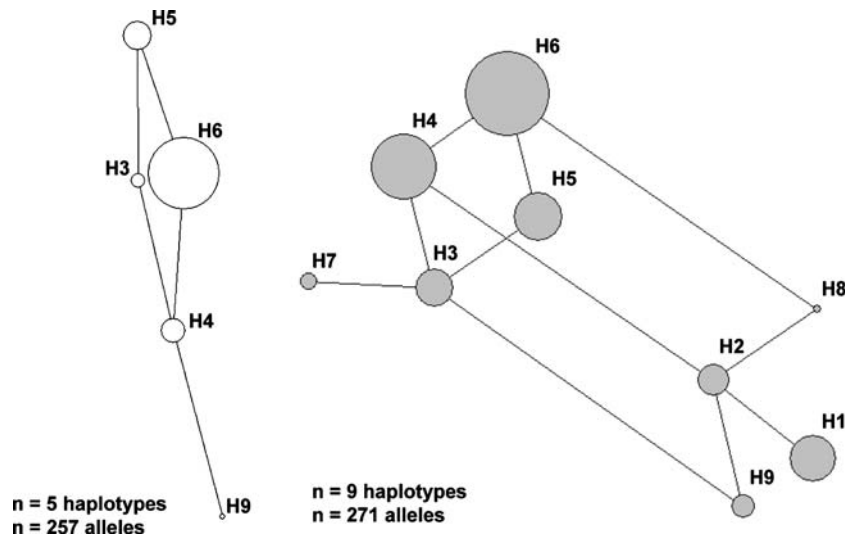 H5
H6
H3
H4
H9
n = 5 haplotypes
n = 257 alleles
H6
H4
H5
H3
H7
H8
H2
H1
H9
n = 9 haplotypes
n = 271 alleles